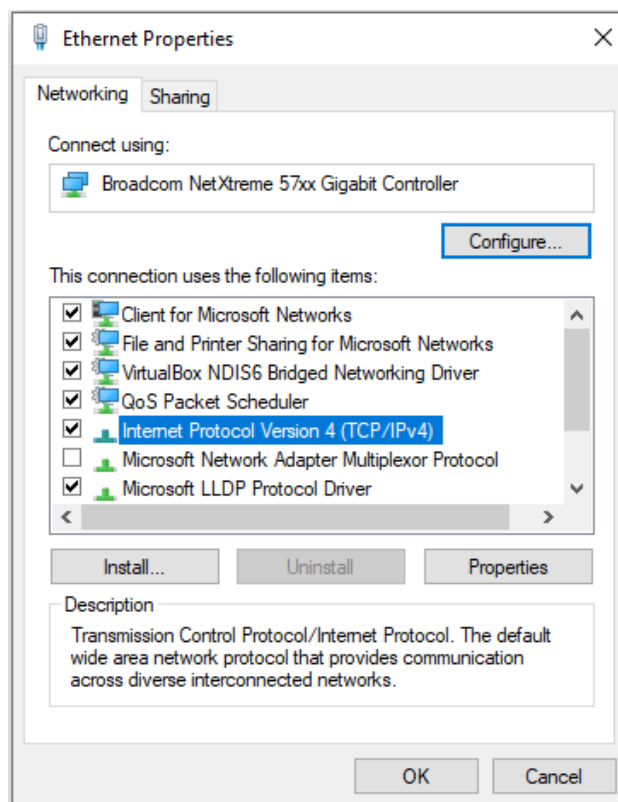 Ethernet Properties
Networking
Sharing
Connect using:
Broadcom NetXtreme 57xx Gigabit Controller
Configure...
This connection uses the following items:
Client for Microsoft Networks
File and Printer Sharing for Microsoft Networks
VirtualBox NDIS6 Bridged Networking Driver
QoS Packet Scheduler
Internet Protocol Version 4 (TCP/IPv4)
Microsoft Network Adapter Multiplexor Protocol
Microsoft LLDP Protocol Driver
Install...
Uninstall
Properties
Description
Transmission Control Protocol/Internet Protocol. The default
wide area network protocol that provides communication
across diverse interconnected networks.
OK
Cancel